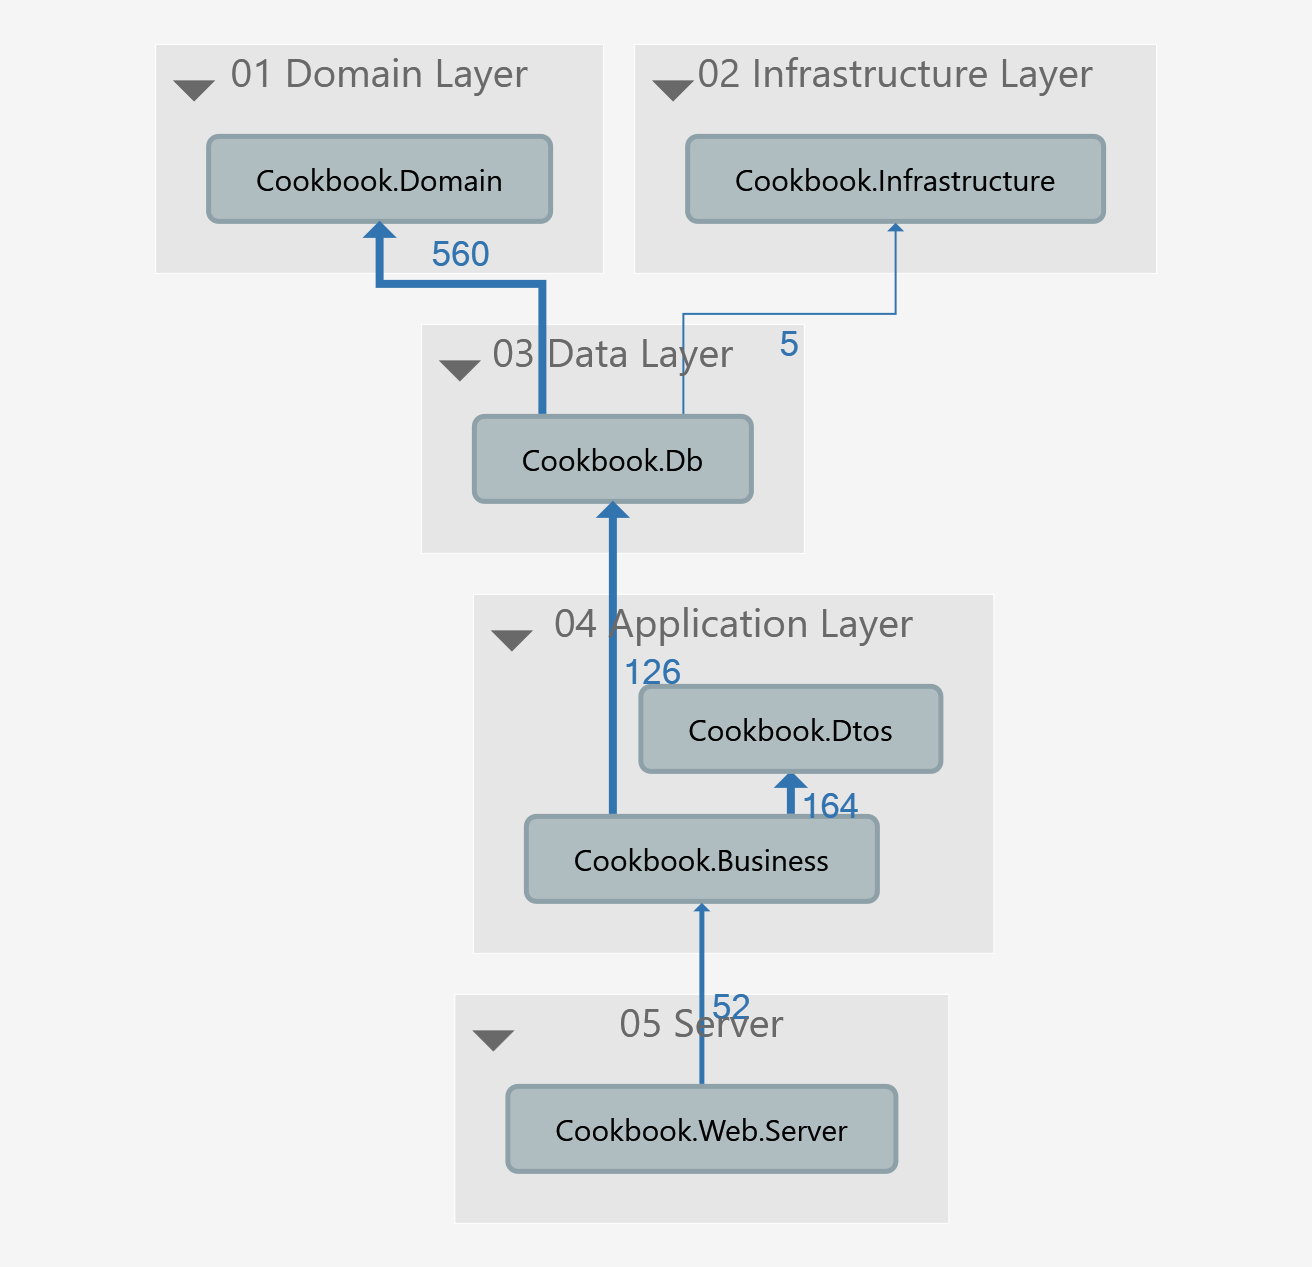 01 Domain Layer
02 Infrastructure Layer
Cookbook.Domain
Cookbook.Infrastructure
560
5
03 Data Layer
Cookbook.Db
04 Application Layer
126
Cookbook.Dtos
164
Cookbook.Business
52
05 Server
Cookbook.Web.Server